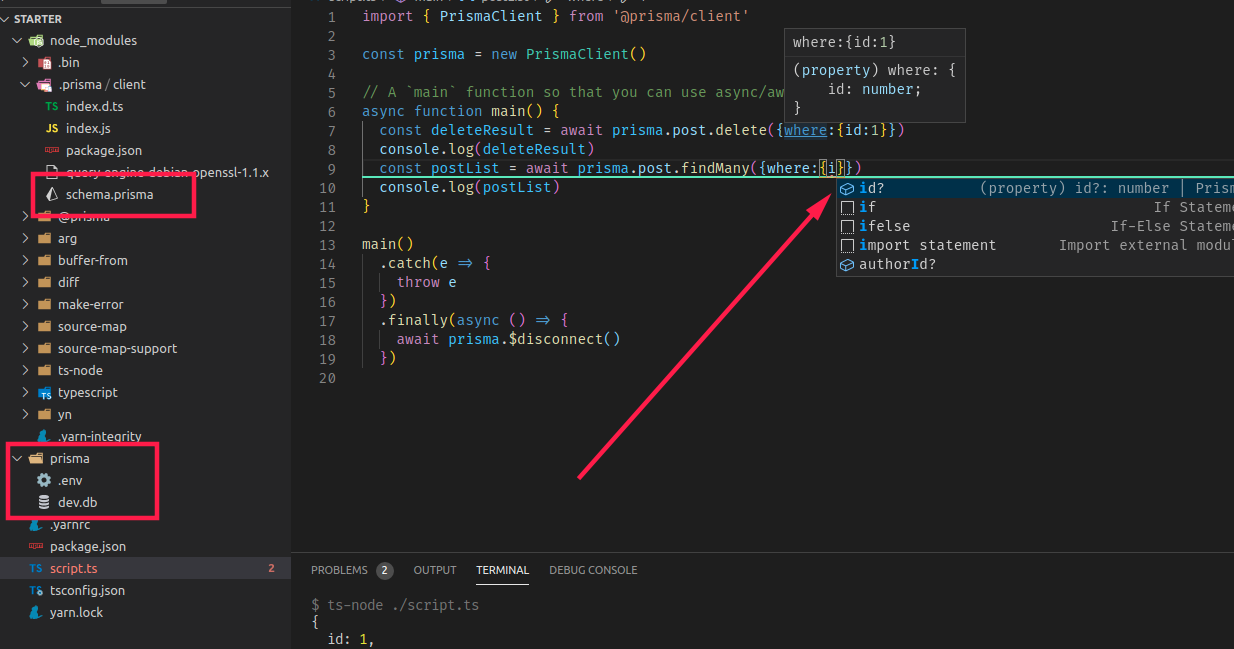 STARTER
node_modules
.bin
.prisma / client
TS index.d.ts
JS index.js
package.json
query-engine-debian-openssl-1.1.x
schema.prisma
@prisma
arg
buffer-from
diff
make-error
source-map
source-map-support
ts-node
TS typescript
yn
.yarn-integrity
prisma
.env
dev.db
.yarnrc
package.json
TS script.ts 2
tsconfig.json
yarn.lock
1 import { PrismaClient } from '@prisma/client'
2
3 const prisma = new PrismaClient()
4
5 // A `main` function so that you can use async/aw
6 async function main() {
7 const deleteResult = await prisma.post.delete({where:{id:1}})
8 console.log(deleteResult)
9 const postList = await prisma.post.findMany({where:{i}})
10 console.log(postList)
11 }
12
13 main()
14 .catch(e => {
15 throw e
16 })
17 .finally(async () => {
18 await prisma.$disconnect()
19 })
20
where:{id:1}
(property) where: {
id: number;
}
id? (property) id?: number | Prism
if If Stateme
ifelse If-Else Stateme
import statement Import external modul
authorId?
PROBLEMS 2 OUTPUT TERMINAL DEBUG CONSOLE
$ ts-node ./script.ts
{
id: 1,